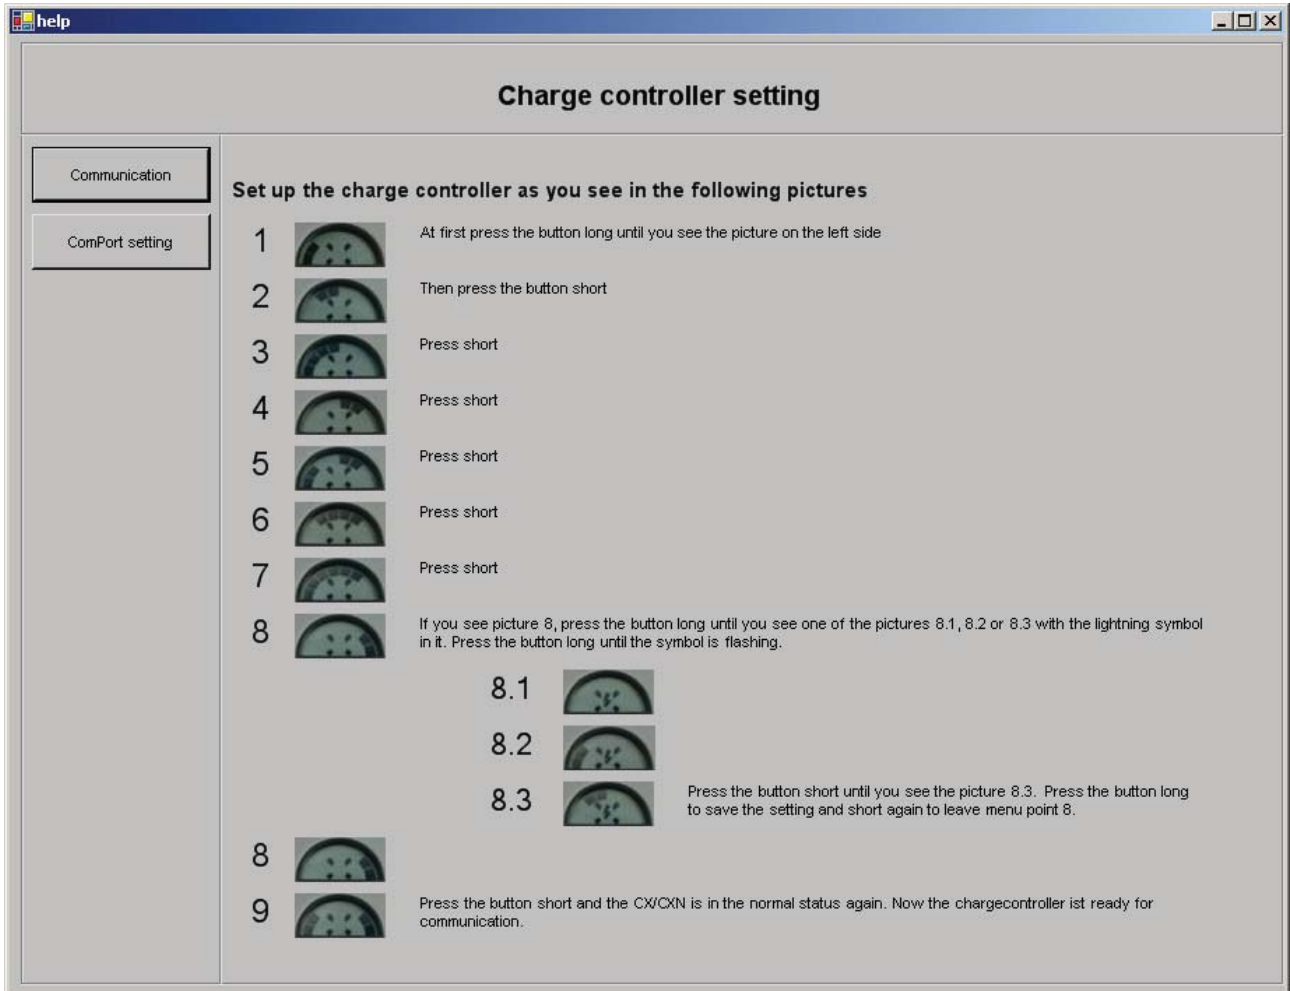 help
Charge controller setting
Communication
ComPort setting
Set up the charge controller as you see in the following pictures
1 At first press the button long until you see the picture on the left side
2 Then press the button short
3 Press short
4 Press short
5 Press short
6 Press short
7 Press short
8 If you see picture 8, press the button long until you see one of the pictures 8.1, 8.2 or 8.3 with the lightning symbol
in it. Press the button long until the symbol is flashing.
8.1
8.2
8.3 Press the button short until you see the picture 8.3. Press the button long
to save the setting and short again to leave menu point 8.
8
9 Press the button short and the CX/CXN is in the normal status again. Now the chargecontroller ist ready for
communication.